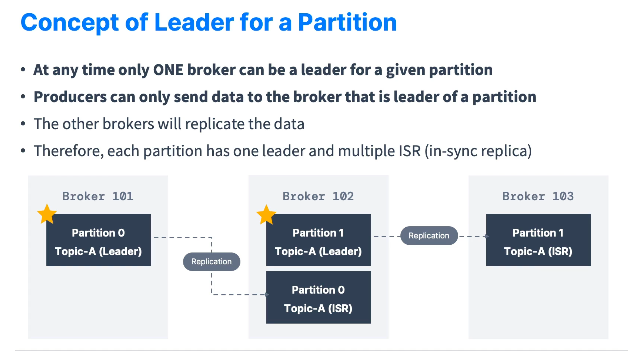 Concept of Leader for a Partition
• At any time only ONE broker can be a leader for a given partition
• Producers can only send data to the broker that is leader of a partition
• The other brokers will replicate the data
• Therefore, each partition has one leader and multiple ISR (in-sync replica)
Broker 101
Partition 0
Topic-A (Leader)
Replication
Broker 102
Partition 1
Topic-A (Leader)
Partition 0
Topic-A (ISR)
Replication
Broker 103
Partition 1
Topic-A (ISR)